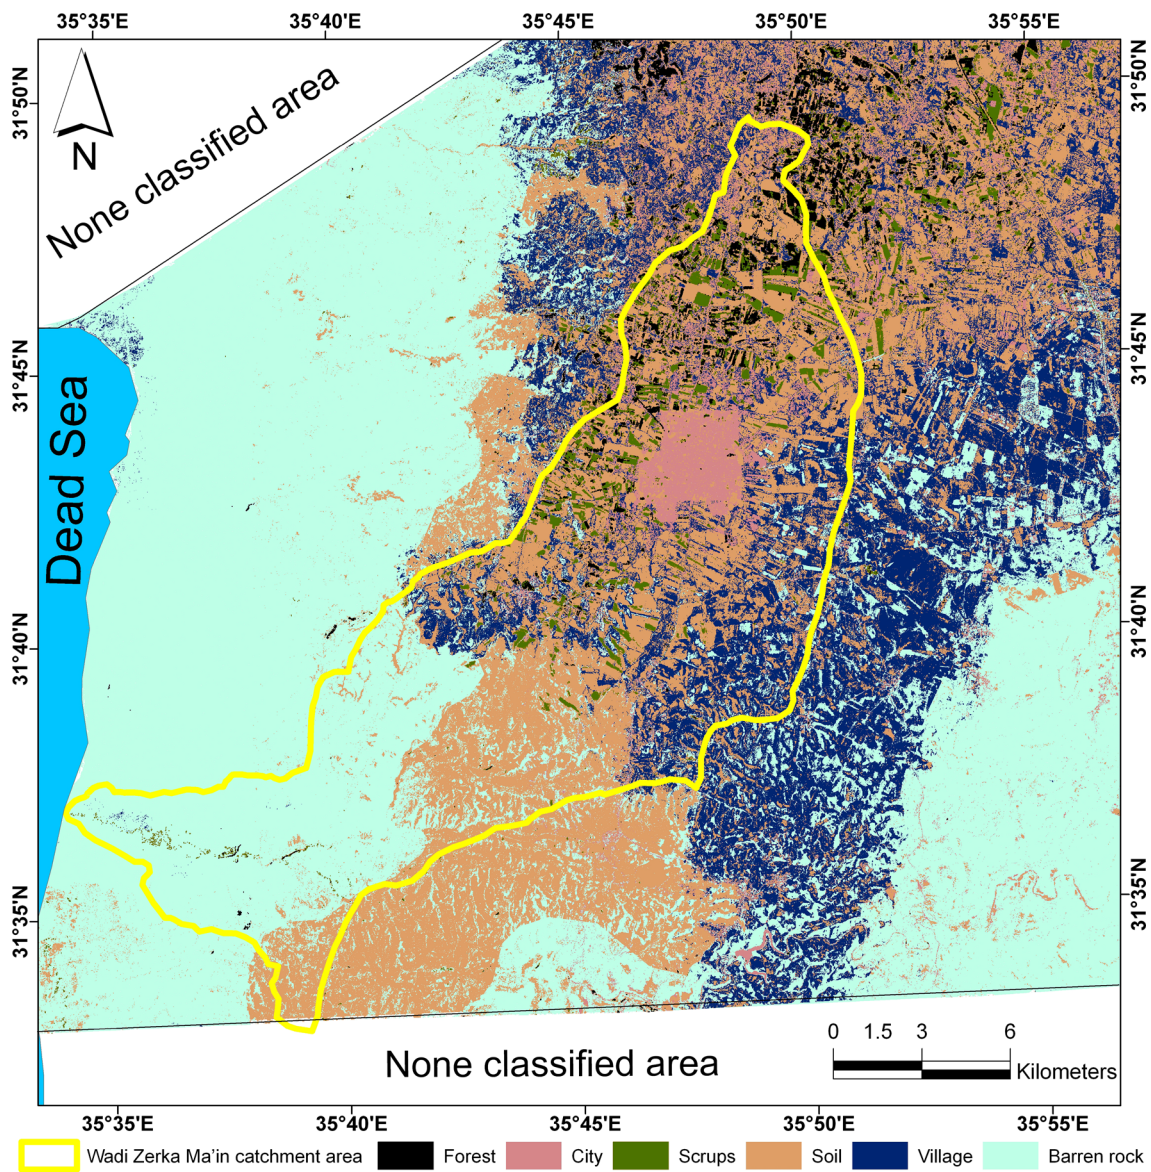 35°35'E 35°40'E 35°45'E 35°50'E 35°55'E
31°50'N
31°50'N
N
None classified area
31°45'N
31°45'N
Dead Sea
31°40'N
31°40'N
31°35'N
31°35'N
None classified area
0 1.5 3 6
Kilometers
35°35'E 35°40'E 35°45'E 35°50'E 35°55'E
Wadi Zerka Ma'in catchment area Forest City Scrups Soil Village Barren rock